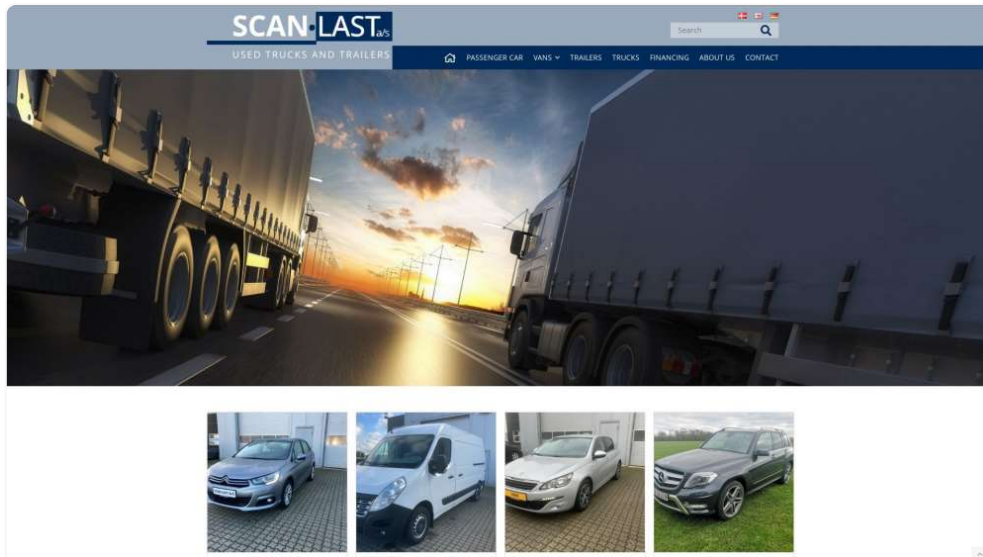 SCAN·LAST a/s
USED TRUCKS AND TRAILERS
Search
PASSENGER CAR VANS TRAILERS TRUCKS FINANCING ABOUT US CONTACT